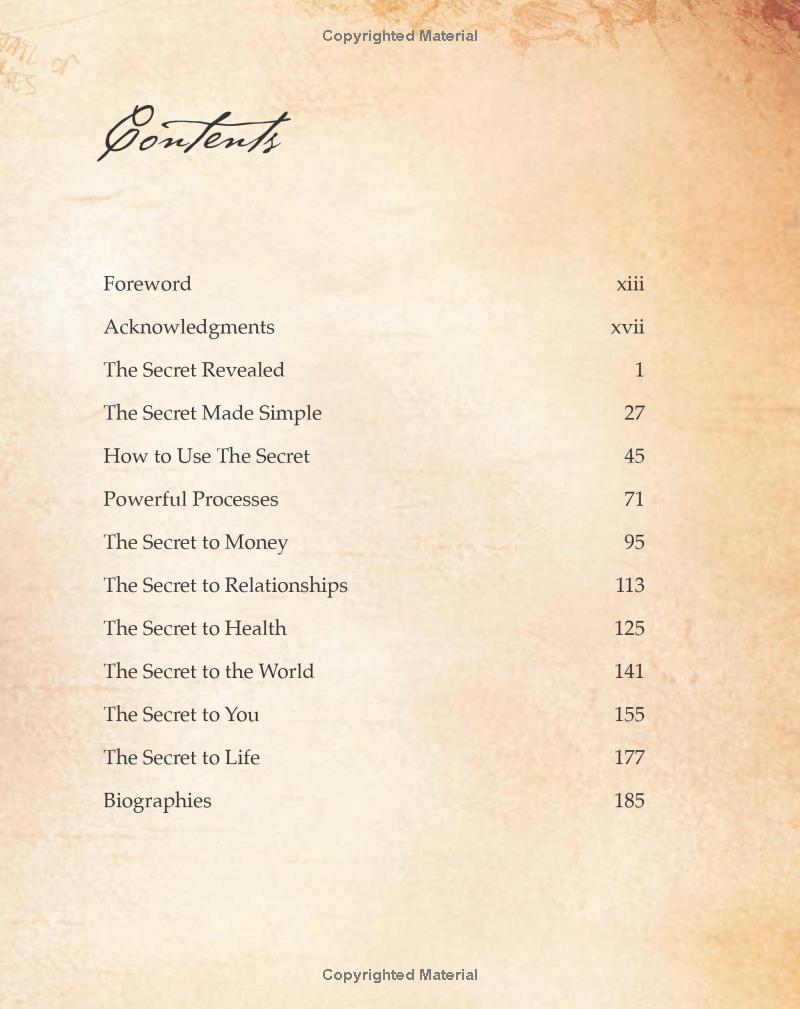 Copyrighted Material
Contents
Foreword xiii
Acknowledgments xvii
The Secret Revealed 1
The Secret Made Simple 27
How to Use The Secret 45
Powerful Processes 71
The Secret to Money 95
The Secret to Relationships 113
The Secret to Health 125
The Secret to the World 141
The Secret to You 155
The Secret to Life 177
Biographies 185
Copyrighted Material